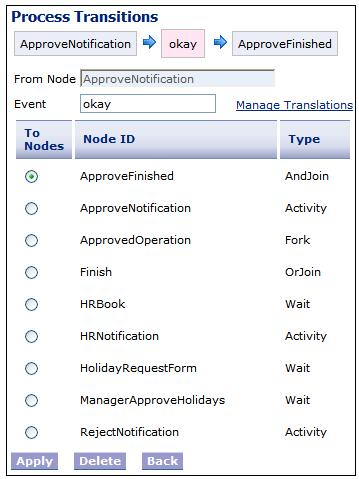 Process Transitions
ApproveNotification okay ApproveFinished
From Node ApproveNotification
Event okay Manage Translations
To Nodes Node ID Type
ApproveFinished AndJoin
ApproveNotification Activity
ApprovedOperation Fork
Finish OrJoin
HRBook Wait
HRNotification Activity
HolidayRequestForm Wait
ManagerApproveHolidays Wait
RejectNotification Activity
Apply Delete Back